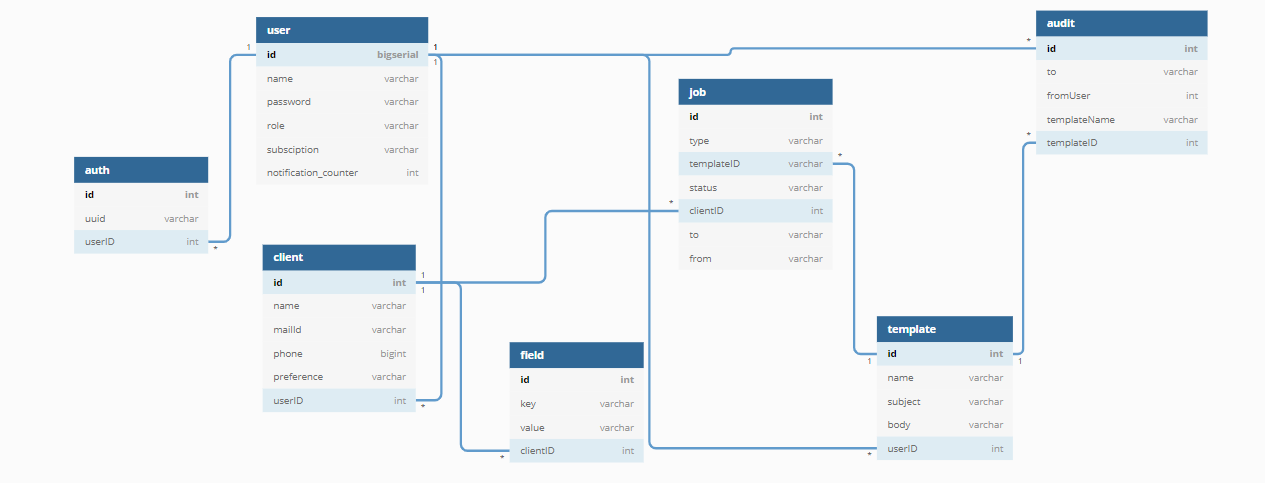 user
id bigserial
name varchar
password varchar
role varchar
subsciption varchar
notification_counter int
auth
id int
uuid varchar
userID int
client
id int
name varchar
mailId varchar
phone bigint
preference varchar
userID int
field
id int
key varchar
value varchar
clientID int
job
id int
type varchar
templateID varchar
status varchar
clientID int
to varchar
from varchar
template
id int
name varchar
subject varchar
body varchar
userID int
audit
id int
to varchar
fromUser int
templateName varchar
templateID int
1
1
1
*
1
1
*
*
*
*
1
1
*
*
*